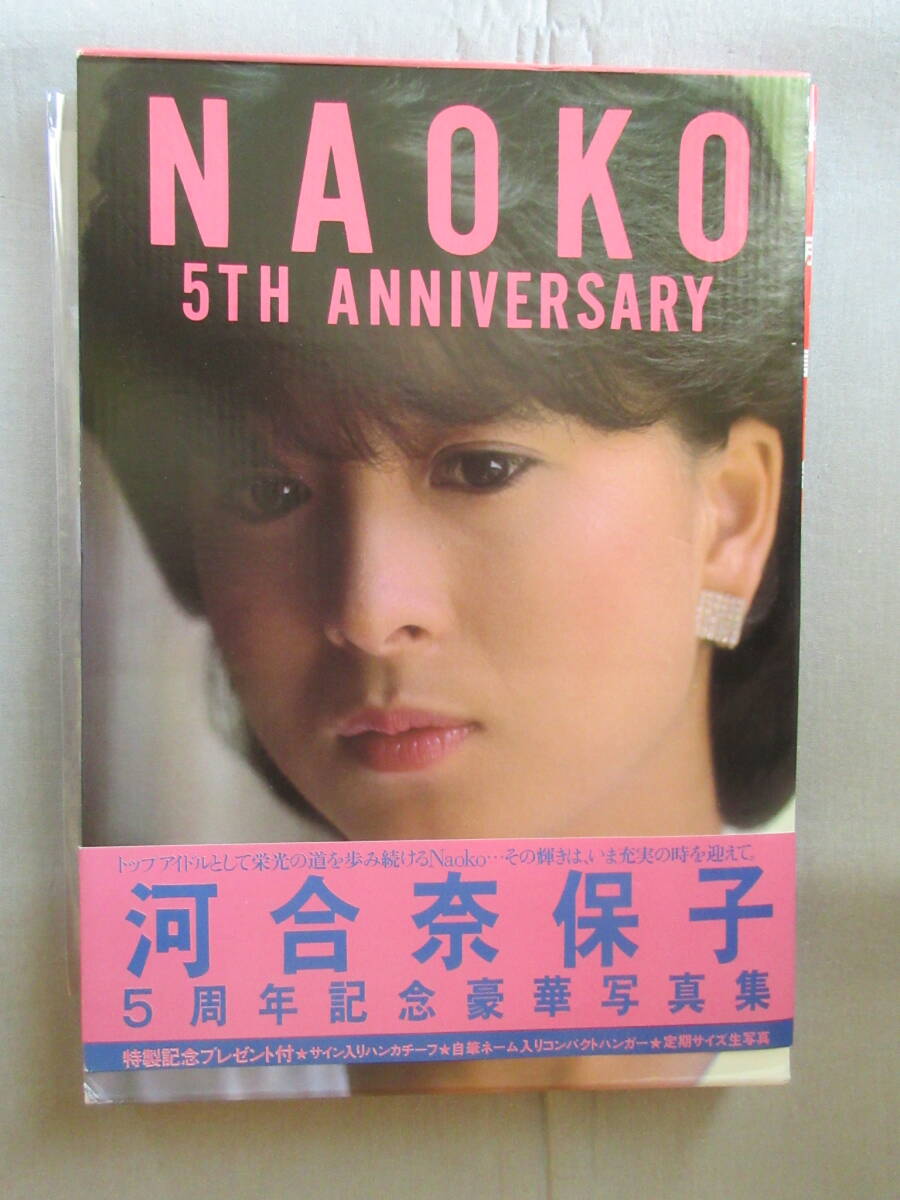 NAOKO
5TH ANNIVERSARY
トップアイドルとして栄光の道を歩み続けるNaoko…その輝きは、いま充実の時を迎えて。
河合奈保子
5周年記念豪華写真集
特製記念プレゼント付★サイン入りハンカチーフ★自筆ネーム入りコンパクトハンガー★定期サイズ生写真